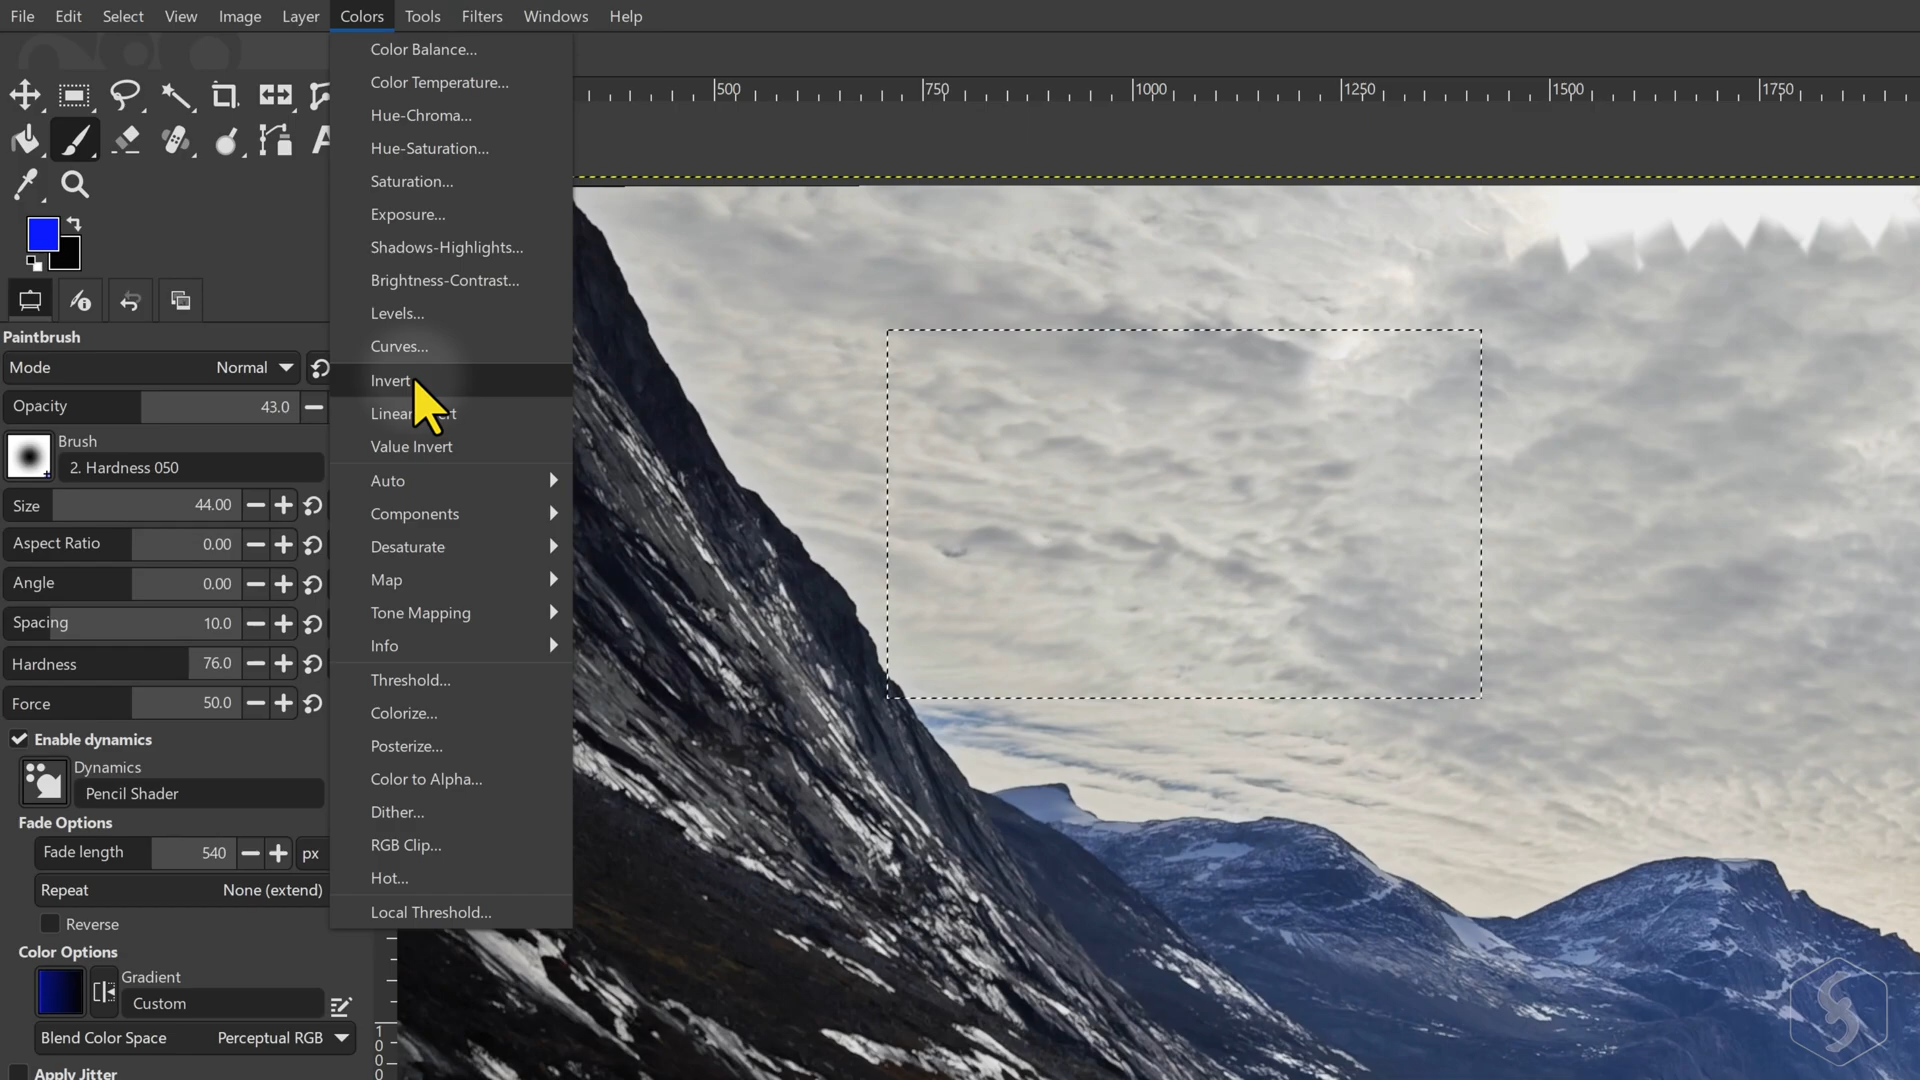 File Edit Select View Image Layer Colors Tools Filters Windows Help
500 750 1000 1250 1500 1750
Color Balance...
Color Temperature...
Hue-Chroma...
Hue-Saturation...
Saturation...
Exposure...
Shadows-Highlights...
Brightness-Contrast...
Levels...
Curves...
Invert
Value Invert
Auto
Components
Desaturate
Map
Tone Mapping
Info
Threshold...
Colorize...
Posterize...
Color to Alpha...
Dither...
RGB Clip...
Hot...
Local Threshold...
Paintbrush
Mode Normal
Opacity 43.0
Brush
2. Hardness 050
Size 44.00
Aspect Ratio 0.00
Angle 0.00
Spacing 10.0
Hardness 76.0
Force 50.0
Enable dynamics
Dynamics
Pencil Shader
Fade Options
Fade length 540 px
Repeat None (extend)
Reverse
Color Options
Gradient
Custom
Blend Color Space Perceptual RGB
Apply Jitter
1
0
0
0